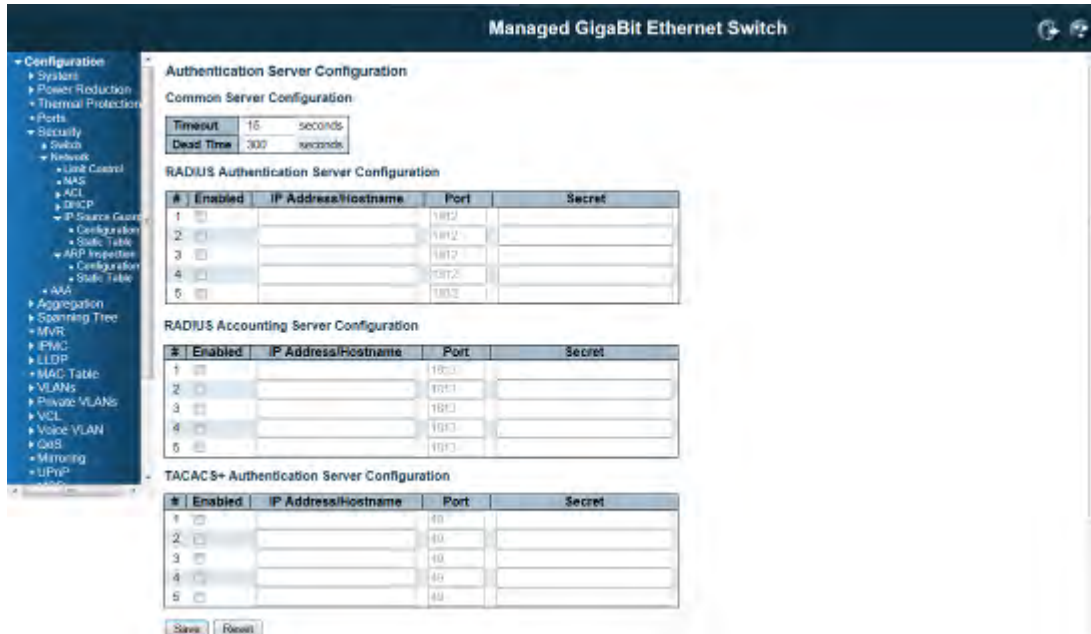 Managed GigaBit Ethernet Switch
Configuration
System
Power Reduction
Thermal Protection
Ports
Security
Switch
Network
Limit Control
NAS
ACL
DHCP
IP Source Guard
Configuration
Static Table
ARP Inspection
Configuration
Static Table
AAA
Aggregation
Spanning Tree
MVR
IPMC
LLDP
MAC Table
VLANs
Private VLANs
VCL
Voice VLAN
QoS
Mirroring
UPnP
Authentication Server Configuration
Common Server Configuration
Timeout 15 seconds
Dead Time 300 seconds
RADIUS Authentication Server Configuration
# Enabled IP Address/Hostname Port Secret
1 1812
2 1812
3 1812
4 1812
5 1812
RADIUS Accounting Server Configuration
# Enabled IP Address/Hostname Port Secret
1 1813
2 1813
3 1813
4 1813
5 1813
TACACS+ Authentication Server Configuration
# Enabled IP Address/Hostname Port Secret
1 49
2 49
3 49
4 49
5 49
Save Reset